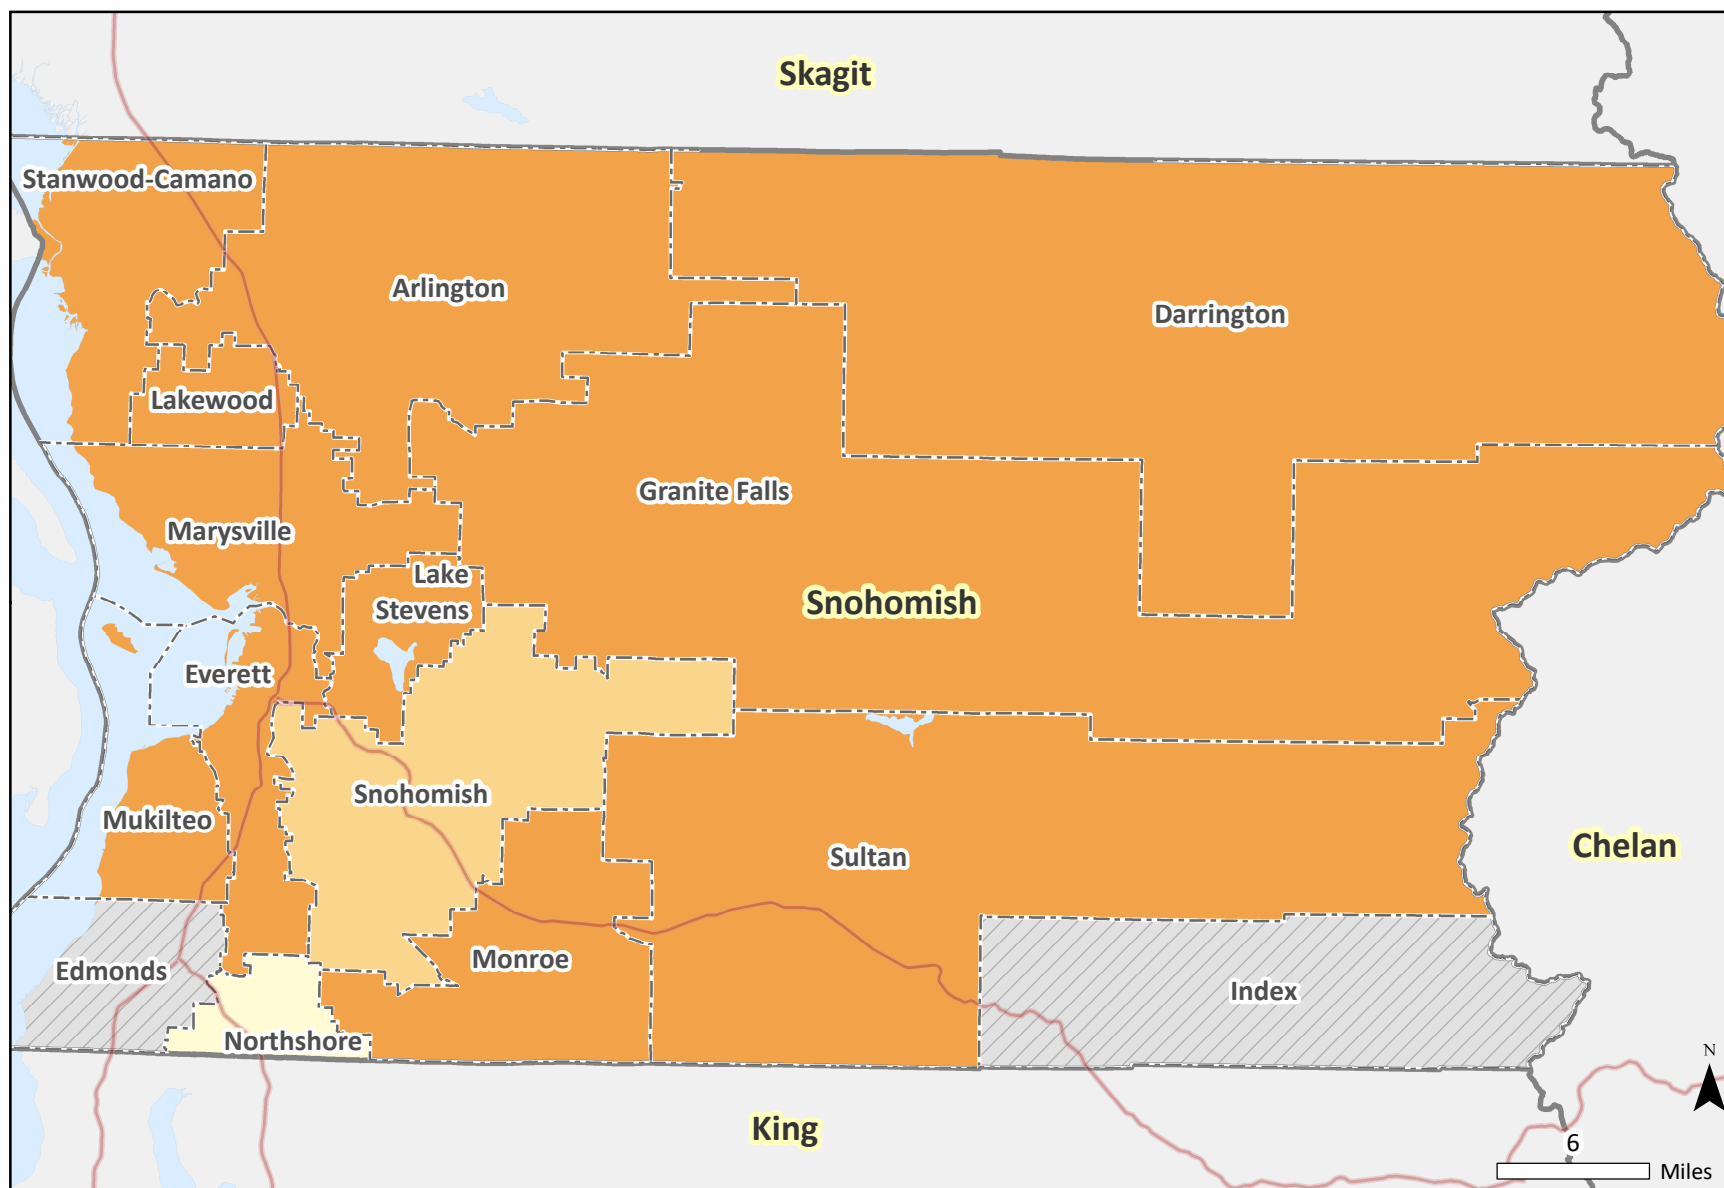 Skagit
Stanwood-Camano
Arlington
Darrington
Lakewood
Granite Falls
Marysville
Lake
Stevens
Snohomish
Everett
Snohomish
Mukilteo
Sultan
Chelan
Monroe
Edmonds
Index
Northshore
N
King
6
Miles